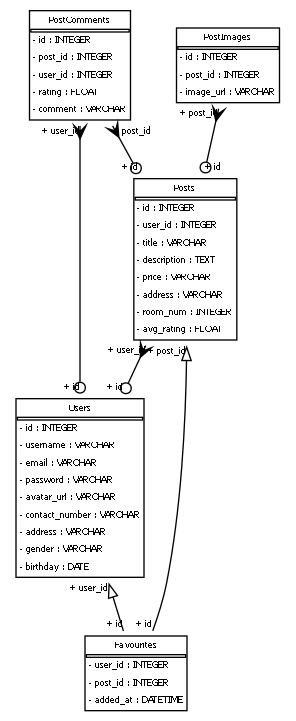 PostComments
- id : INTEGER
- post_id : INTEGER
- user_id : INTEGER
- rating : FLOAT
- comment : VARCHAR
PostImages
- id : INTEGER
- post_id : INTEGER
- image_url : VARCHAR
+ user_id
post_id
+ post_id
+ id
+ id
Posts
- id : INTEGER
- user_id : INTEGER
- title : VARCHAR
- description : TEXT
- price : VARCHAR
- address : VARCHAR
- room_num : INTEGER
- avg_rating : FLOAT
+ user_id
+ post_id
+ id
+ id
Users
- id : INTEGER
- username : VARCHAR
- email : VARCHAR
- password : VARCHAR
- avatar_url : VARCHAR
- contact_number : VARCHAR
- address : VARCHAR
- gender : VARCHAR
- birthday : DATE
+ user_id
+ id
+ id
Favourites
- user_id : INTEGER
- post_id : INTEGER
- added_at : DATETIME